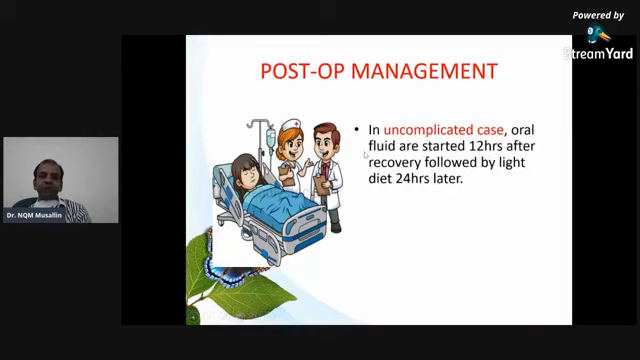 Powered by
StreamYard
POST-OP MANAGEMENT
• In uncomplicated case, oral
fluid are started 12hrs after
recovery followed by light
diet 24hrs later.
Dr. NQM Musallin